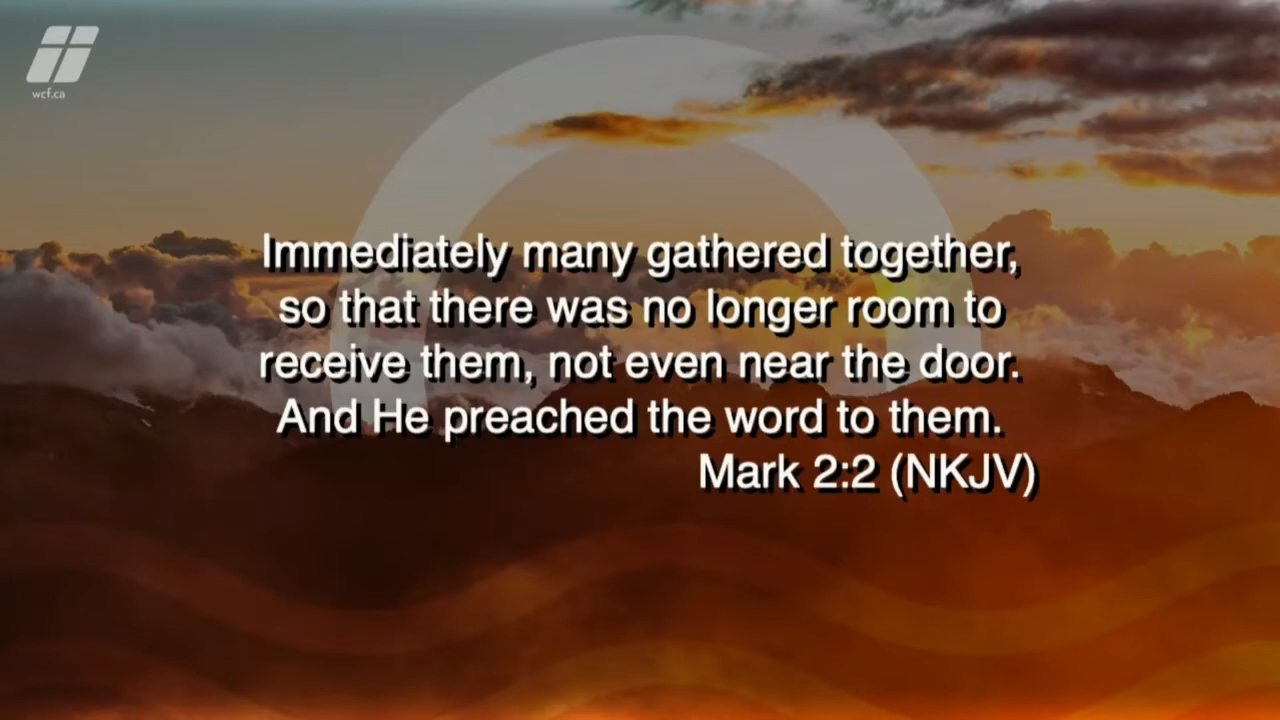 wcf.ca
Immediately many gathered together,
so that there was no longer room to
receive them, not even near the door.
And He preached the word to them.
Mark 2:2 (NKJV)